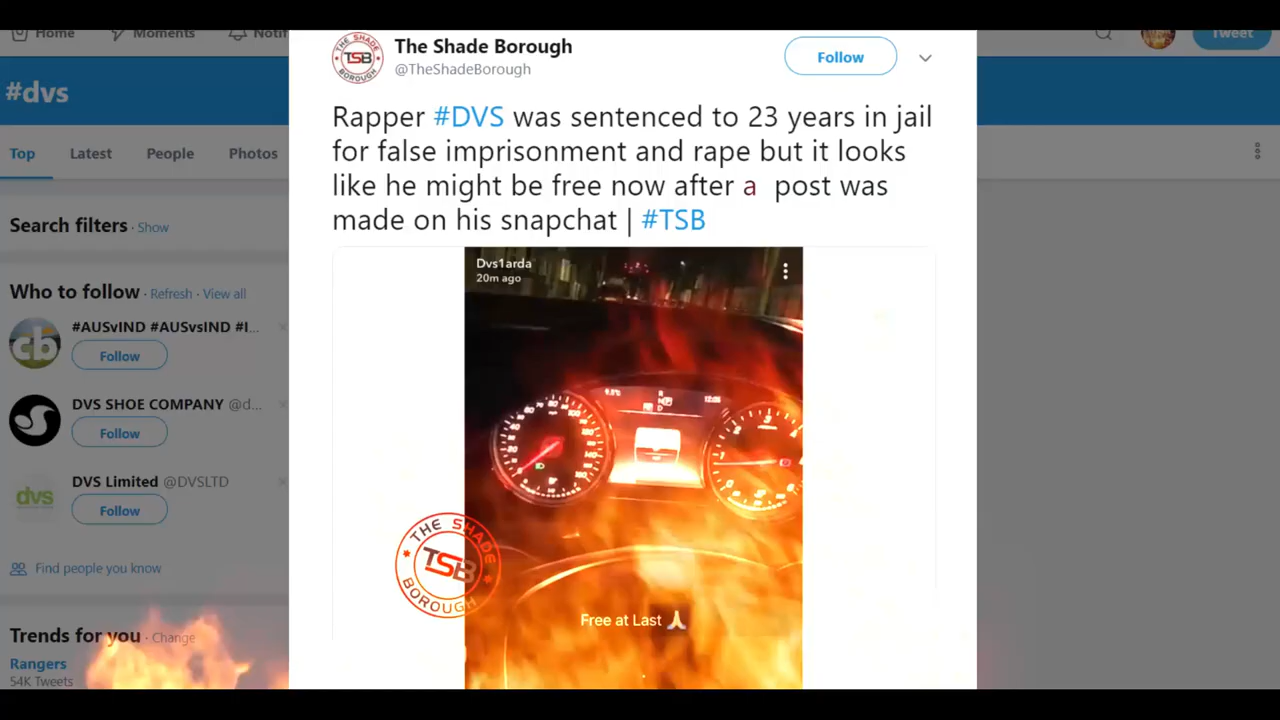 Home
Moments
Notif
Tweet
#dvs
Top
Latest
People
Photos
Search filters · Show
Who to follow · Refresh · View all
#AUSvIND #AUSvsIND #I...
Follow
DVS SHOE COMPANY @d...
Follow
DVS Limited @DVSLTD
Follow
Find people you know
Trends for you · Change
Rangers
54K Tweets
The Shade Borough
@TheShadeBorough
Follow
Rapper #DVS was sentenced to 23 years in jail
for false imprisonment and rape but it looks
like he might be free now after a post was
made on his snapchat | #TSB
Dvs1arda
20m ago
THE SHADE
TSB
BOROUGH
Free at Last 🙏